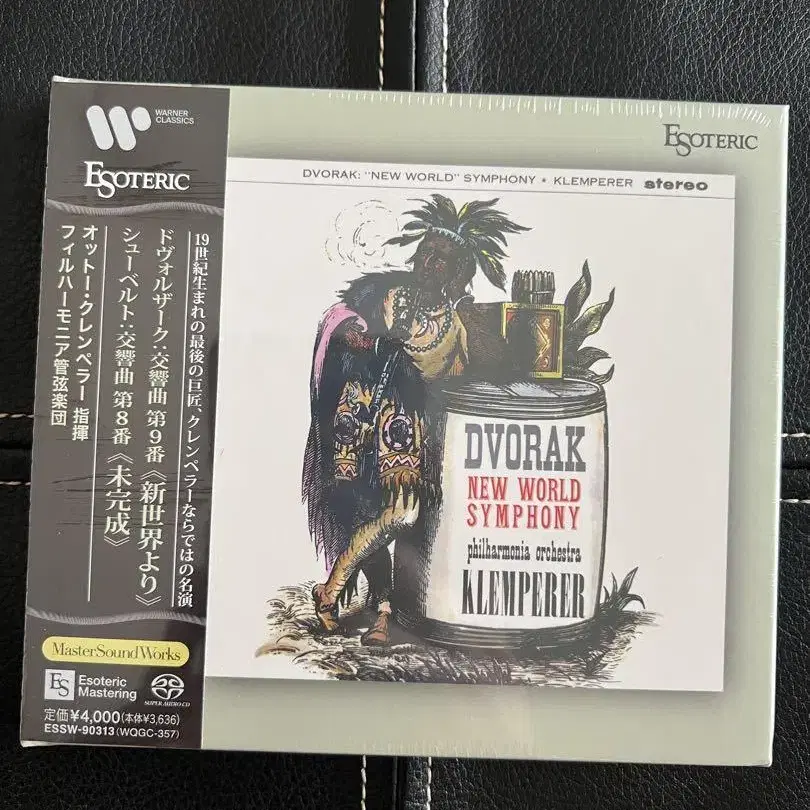 WARNER
CLASSICS
ESOTERIC
19世紀生まれの最後の巨匠、クレンペラーならではの名演
ドヴォルザーク:交響曲 第9番《新世界より》
シューベルト:交響曲 第8番《未完成》
オットー・クレンペラー 指揮
フィルハーモニア管弦楽団
MasterSoundWorks
ES Esoteric
Mastering
SUPER AUDIO CD
定価¥4,000(本体¥3,636)
ESSW-90313(WQGC-357)
ESOTERIC
DVORAK: "NEW WORLD" SYMPHONY • KLEMPERER stereo
DVORAK
NEW WORLD
SYMPHONY
philharmonia orchestra
KLEMPERER